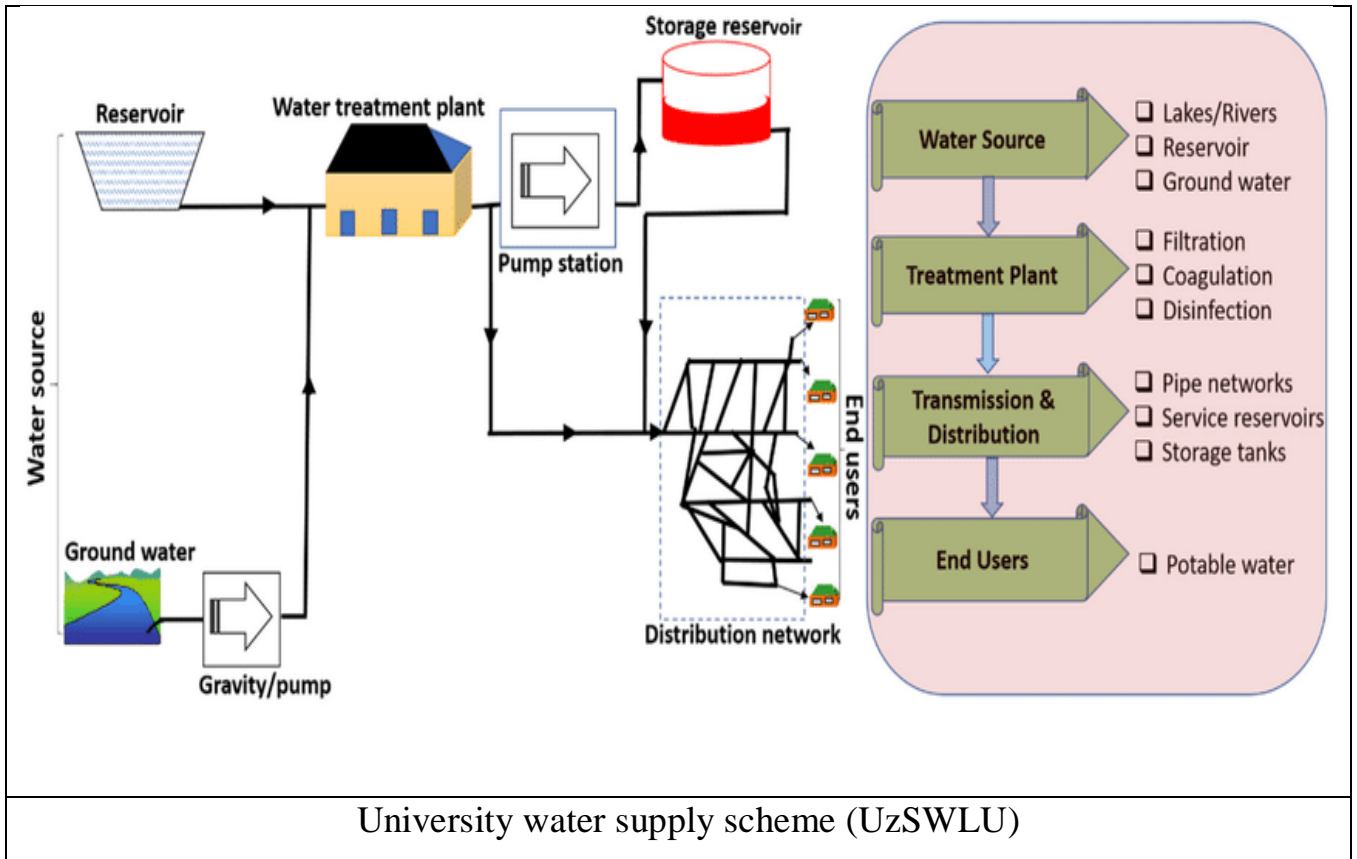 Storage reservoir
Reservoir
Water treatment plant
Pump station
Water source
Ground water
Gravity/pump
Distribution network
End users
Water Source
❑ Lakes/Rivers
❑ Reservoir
❑ Ground water
Treatment Plant
❑ Filtration
❑ Coagulation
❑ Disinfection
Transmission &
Distribution
❑ Pipe networks
❑ Service reservoirs
❑ Storage tanks
End Users
❑ Potable water
University water supply scheme (UzSWLU)